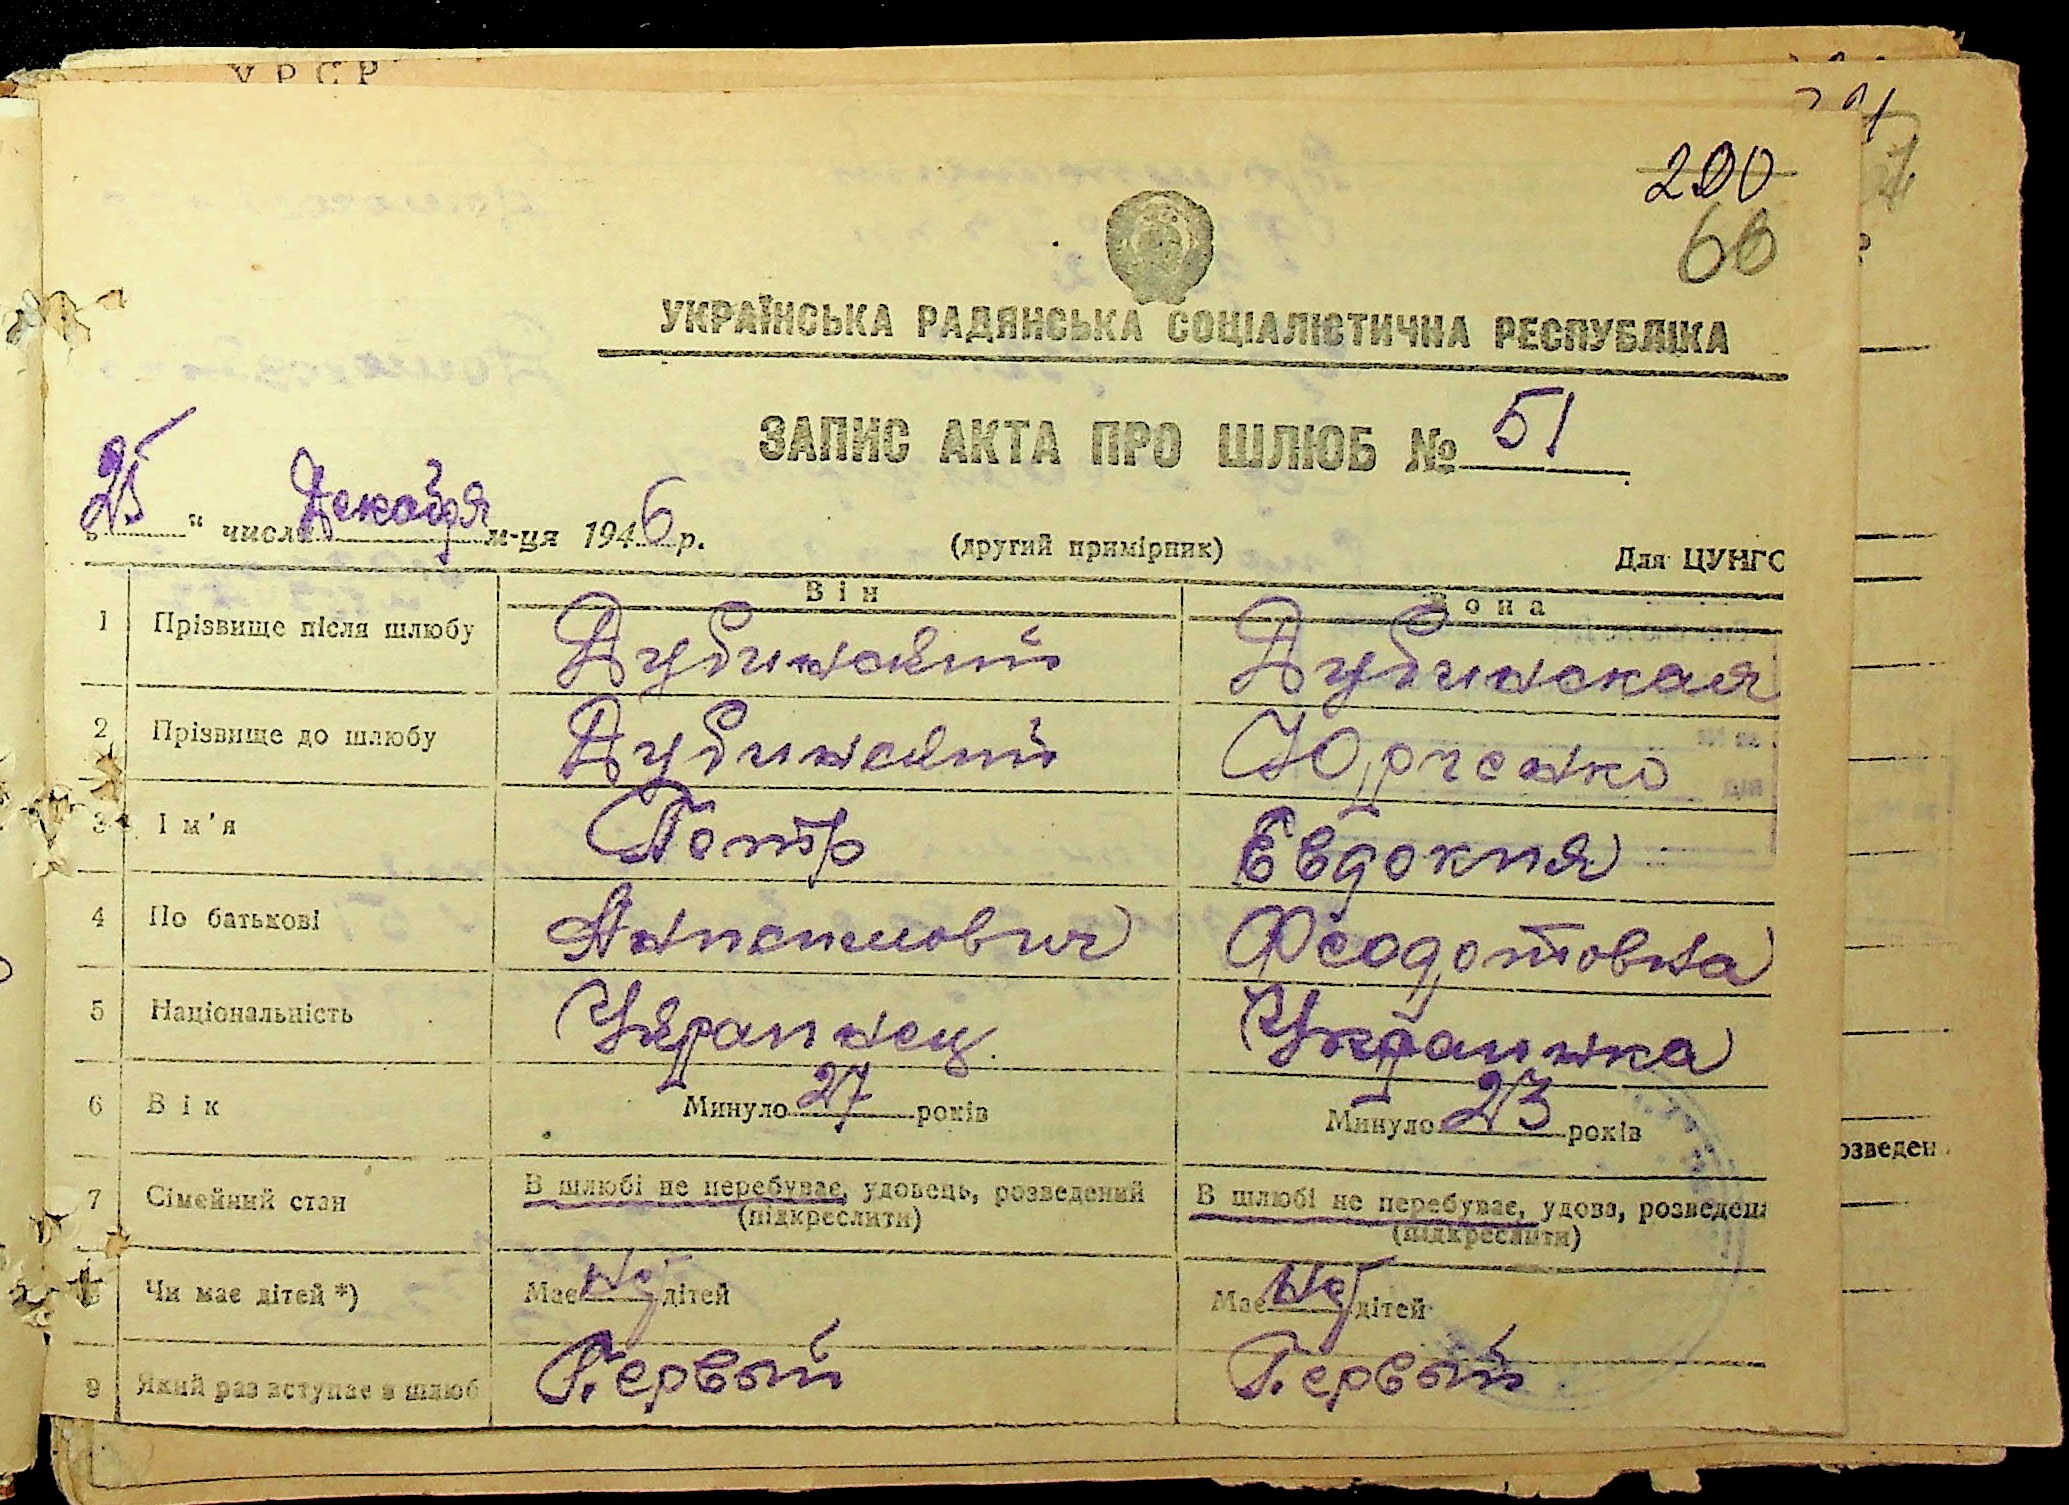 УРСР
200
66
УКРАЇНСЬКА РАДЯНСЬКА СОЦІАЛІСТИЧНА РЕСПУБЛІКА
ЗАПИС АКТА ПРО ШЛЮБ № 51
„25“ числа Декабря м-ця 1946 р.
(другий примірник)
Для ЦУНГО
Він Вона
1 Прізвище після шлюбу Дубинский Дубинская
2 Прізвище до шлюбу Дубинский Юрченко
3 Ім'я Петр Евдокия
4 По батькові Анисимович Феодотовна
5 Національність Украинец Украинка
6 Вік Минуло 27 років Минуло 23 років
7 Сімейний стан В шлюбі не перебуває, удовець, розведений В шлюбі не перебуває, удова, розведена
(підкреслити) (підкреслити)
8 Чи має дітей *) Має дітей Має дітей
9 Який раз вступає в шлюб Первый Первый
озведен